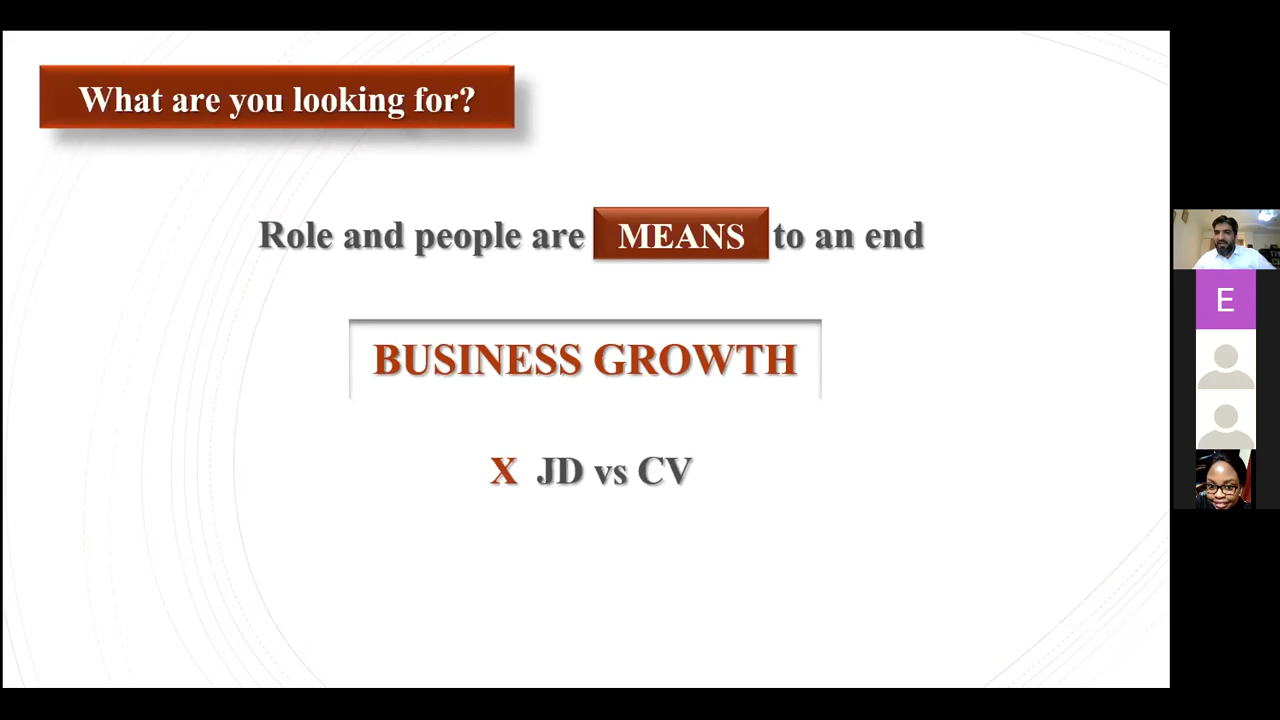 What are you looking for?
Role and people are MEANS to an end
BUSINESS GROWTH
X JD vs CV
E